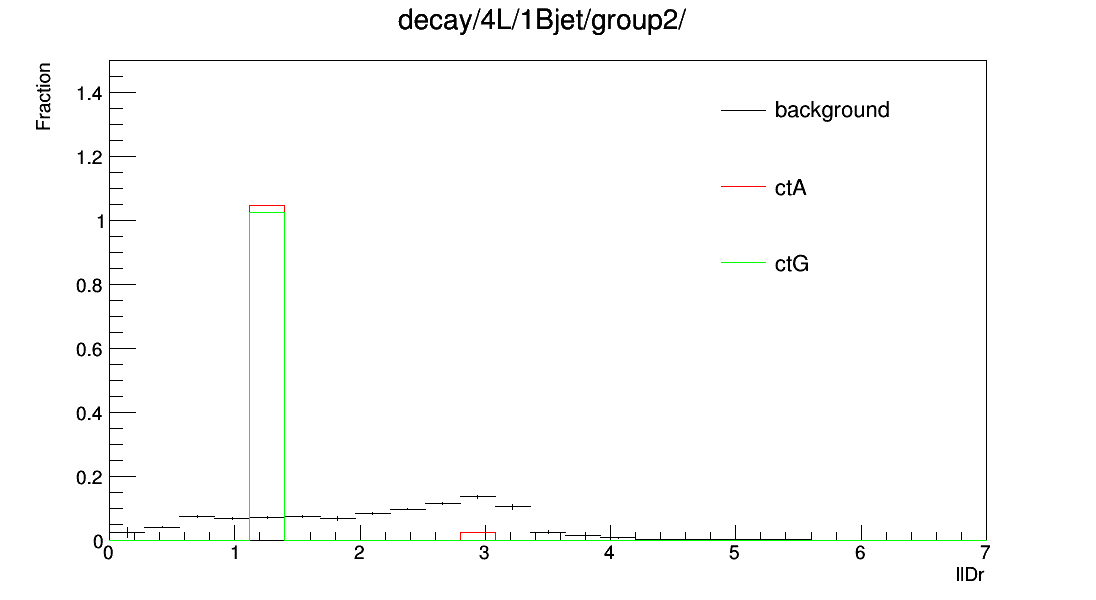 decay/4L/1Bjet/group2/
Fraction
1.4
1.2
1
0.8
0.6
0.4
0.2
0
background
ctA
ctG
0 1 2 3 4 5 6 7
llDr